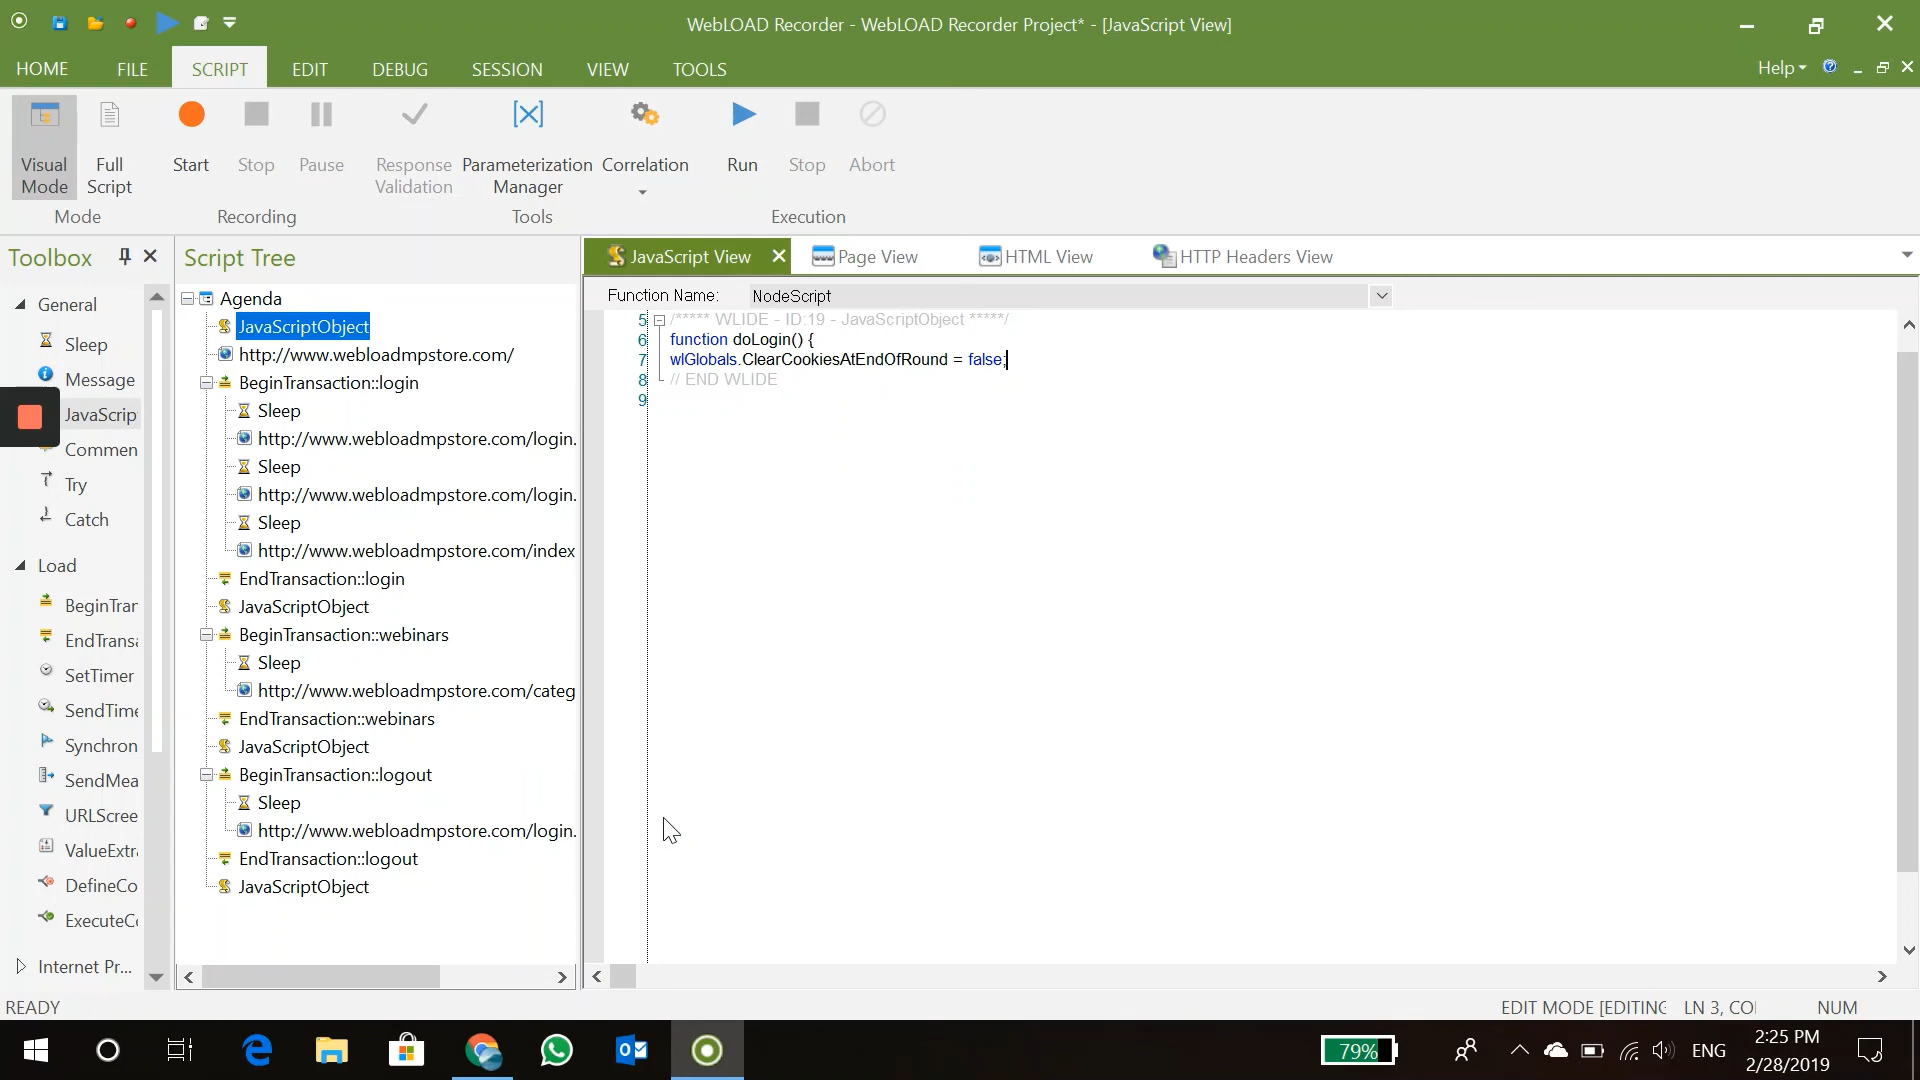 WebLOAD Recorder - WebLOAD Recorder Project* - [JavaScript View]
HOME FILE SCRIPT EDIT DEBUG SESSION VIEW TOOLS Help
Visual Mode
Full Script
Start
Stop
Pause
Response Validation
Parameterization Manager
Correlation
Run
Stop
Abort
Mode
Recording
Tools
Execution
Toolbox
General
Sleep
Message
JavaScrip
Commen
Try
Catch
Load
BeginTran
EndTransa
SetTimer
SendTime
Synchron
SendMea
URLScree
ValueExtr
DefineCo
ExecuteCo
Internet Pr...
Script Tree
Agenda
JavaScriptObject
http://www.webloadmpstore.com/
BeginTransaction::login
Sleep
http://www.webloadmpstore.com/login.
Sleep
http://www.webloadmpstore.com/login.
Sleep
http://www.webloadmpstore.com/index
EndTransaction::login
JavaScriptObject
BeginTransaction::webinars
Sleep
http://www.webloadmpstore.com/categ
EndTransaction::webinars
JavaScriptObject
BeginTransaction::logout
Sleep
http://www.webloadmpstore.com/login.
EndTransaction::logout
JavaScriptObject
JavaScript View
Page View
HTML View
HTTP Headers View
Function Name: NodeScript
5 /***** WLIDE - ID:19 - JavaScriptObject *****/
6 function doLogin() {
7 wlGlobals.ClearCookiesAtEndOfRound = false;
8 // END WLIDE
9
READY
EDIT MODE [EDITING
LN 3, CO
NUM
79%
ENG
2:25 PM
2/28/2019